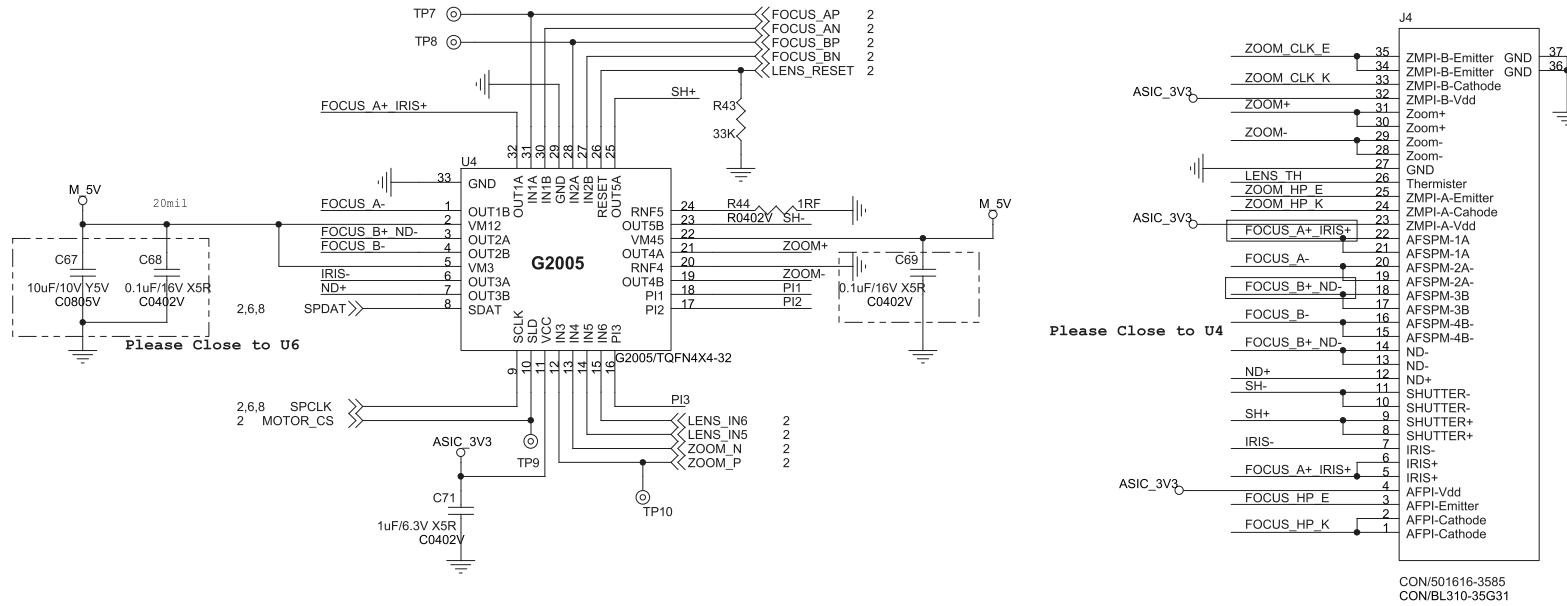 TP7
FOCUS_AP 2
FOCUS_AN 2
TP8
FOCUS_BP 2
FOCUS_BN 2
LENS_RESET 2
SH+
FOCUS_A+_IRIS+
R43
33K
32 31 30 29 28 27 26 25
U4
OUT1A IN1A IN1B GND IN2A IN2B RESET OUT5A
33 GND
M_5V
20mil
FOCUS_A- 1 OUT1B
2 VM12
FOCUS_B+_ND- 3 OUT2A
FOCUS_B- 4 OUT2B
5 VM3
IRIS- 6 OUT3A
ND+ 7 OUT3B
2,6,8 SPDAT 8 SDAT
G2005
RNF5 24 R44 1RF
R0402V
OUT5B 23 SH-
VM45 22 M_5V
OUT4A 21 ZOOM+
RNF4 20
OUT4B 19 ZOOM-
PI1 18 PI1
PI2 17 PI2
C67
10uF/10V Y5V
C0805V
C68
0.1uF/16V X5R
C0402V
Please Close to U6
C69
0.1uF/16V X5R
C0402V
SCLK SLD VCC IN3 IN4 IN5 IN6 PI3
G2005/TQFN4X4-32
9 10 11 12 13 14 15 16
PI3
2,6,8 SPCLK
2 MOTOR_CS
LENS_IN6 2
LENS_IN5 2
ZOOM_N 2
ZOOM_P 2
ASIC_3V3
TP9
TP10
C71
1uF/6.3V X5R
C0402V
Please Close to U4
J4
ZOOM_CLK_E 35 ZMPI-B-Emitter GND 37
34 ZMPI-B-Emitter GND 36
ZOOM_CLK_K 33 ZMPI-B-Cathode
ASIC_3V3 32 ZMPI-B-Vdd
ZOOM+ 31 Zoom+
30 Zoom+
ZOOM- 29 Zoom-
28 Zoom-
27 GND
LENS_TH 26 Thermister
ZOOM_HP_E 25 ZMPI-A-Emitter
ZOOM_HP_K 24 ZMPI-A-Cahode
ASIC_3V3 23 ZMPI-A-Vdd
FOCUS_A+_IRIS+ 22 AFSPM-1A
21 AFSPM-1A
FOCUS_A- 20 AFSPM-2A-
19 AFSPM-2A-
FOCUS_B+_ND- 18 AFSPM-3B
17 AFSPM-3B
FOCUS_B- 16 AFSPM-4B-
15 AFSPM-4B-
FOCUS_B+_ND- 14 ND-
13 ND-
ND+ 12 ND+
SH- 11 SHUTTER-
10 SHUTTER-
SH+ 9 SHUTTER+
8 SHUTTER+
IRIS- 7 IRIS-
6 IRIS+
FOCUS_A+_IRIS+ 5 IRIS+
ASIC_3V3 4 AFPI-Vdd
FOCUS_HP_E 3 AFPI-Emitter
2 AFPI-Cathode
FOCUS_HP_K 1 AFPI-Cathode
CON/501616-3585
CON/BL310-35G31